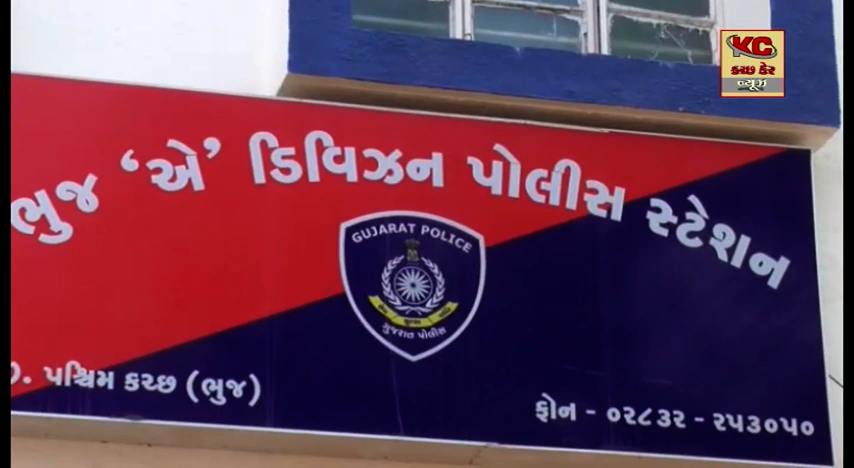 KC
કચ્છ કેર
ન્યૂઝ
ભુજ ‘એ’ ડિવિઝન પોલીસ સ્ટેશન
GUJARAT POLICE
ગુજરાત પોલીસ
પશ્ચિમ કચ્છ (ભુજ)
ફોન - ૦૨૮૩૨ - ૨૫૩૦૫૦